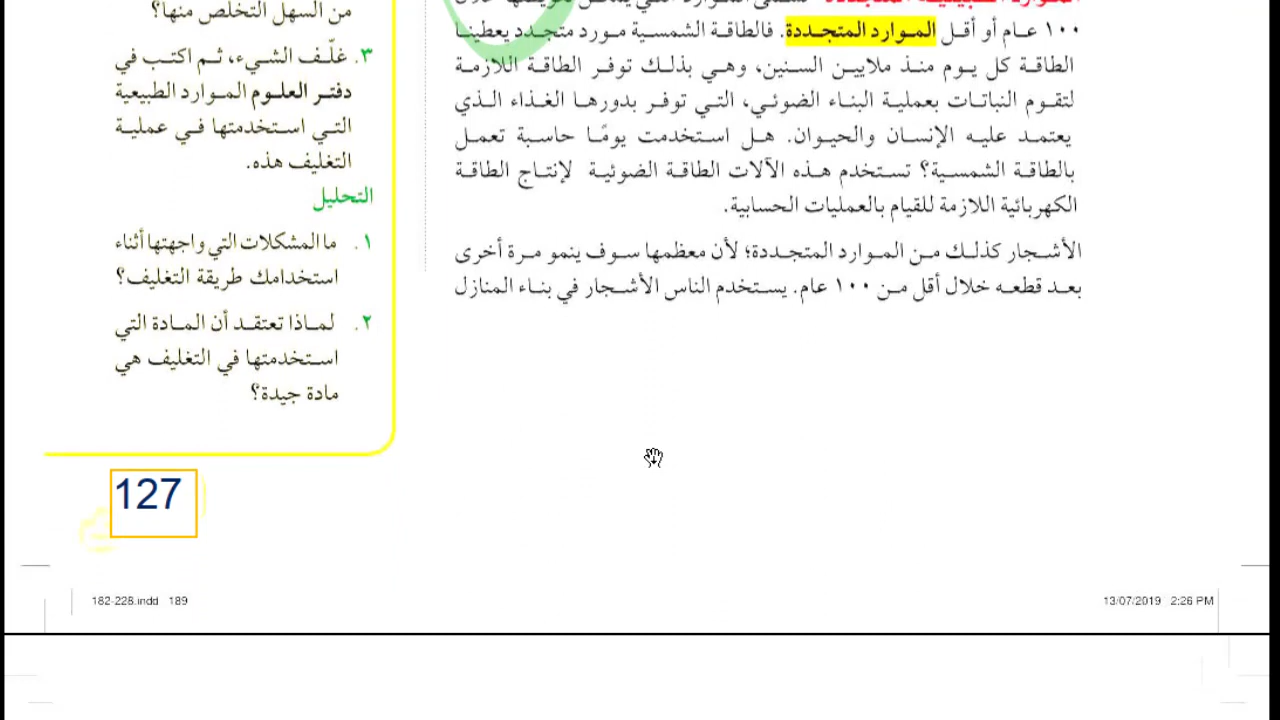 ١٠٠ عام أو أقل الموارد المتجددة. فالطاقة الشمسية مورد متجدد يعطينا
الطاقة كل يوم منذ ملايين السنين، وهي بذلك توفر الطاقة اللازمة
لتقوم النباتات بعملية البناء الضوئي، التي توفر بدورها الغذاء الذي
يعتمد عليه الإنسان والحيوان. هل استخدمت يومًا حاسبة تعمل
بالطاقة الشمسية؟ تستخدم هذه الآلات الطاقة الضوئية لإنتاج الطاقة
الكهربائية اللازمة للقيام بالعمليات الحسابية.
الأشجار كذلك من الموارد المتجددة؛ لأن معظمها سوف ينمو مرة أخرى
بعد قطعه خلال أقل من ١٠٠ عام. يستخدم الناس الأشجار في بناء المنازل
من السهل التخلص منها؟
٣. غلّف الشيء، ثم اكتب في
دفتر العلوم الموارد الطبيعية
التي استخدمتها في عملية
التغليف هذه.
التحليل
١. ما المشكلات التي واجهتها أثناء
استخدامك طريقة التغليف؟
٢. لماذا تعتقد أن المادة التي
استخدمتها في التغليف هي
مادة جيدة؟
127
182-228.indd 189
13/07/2019 2:26 PM